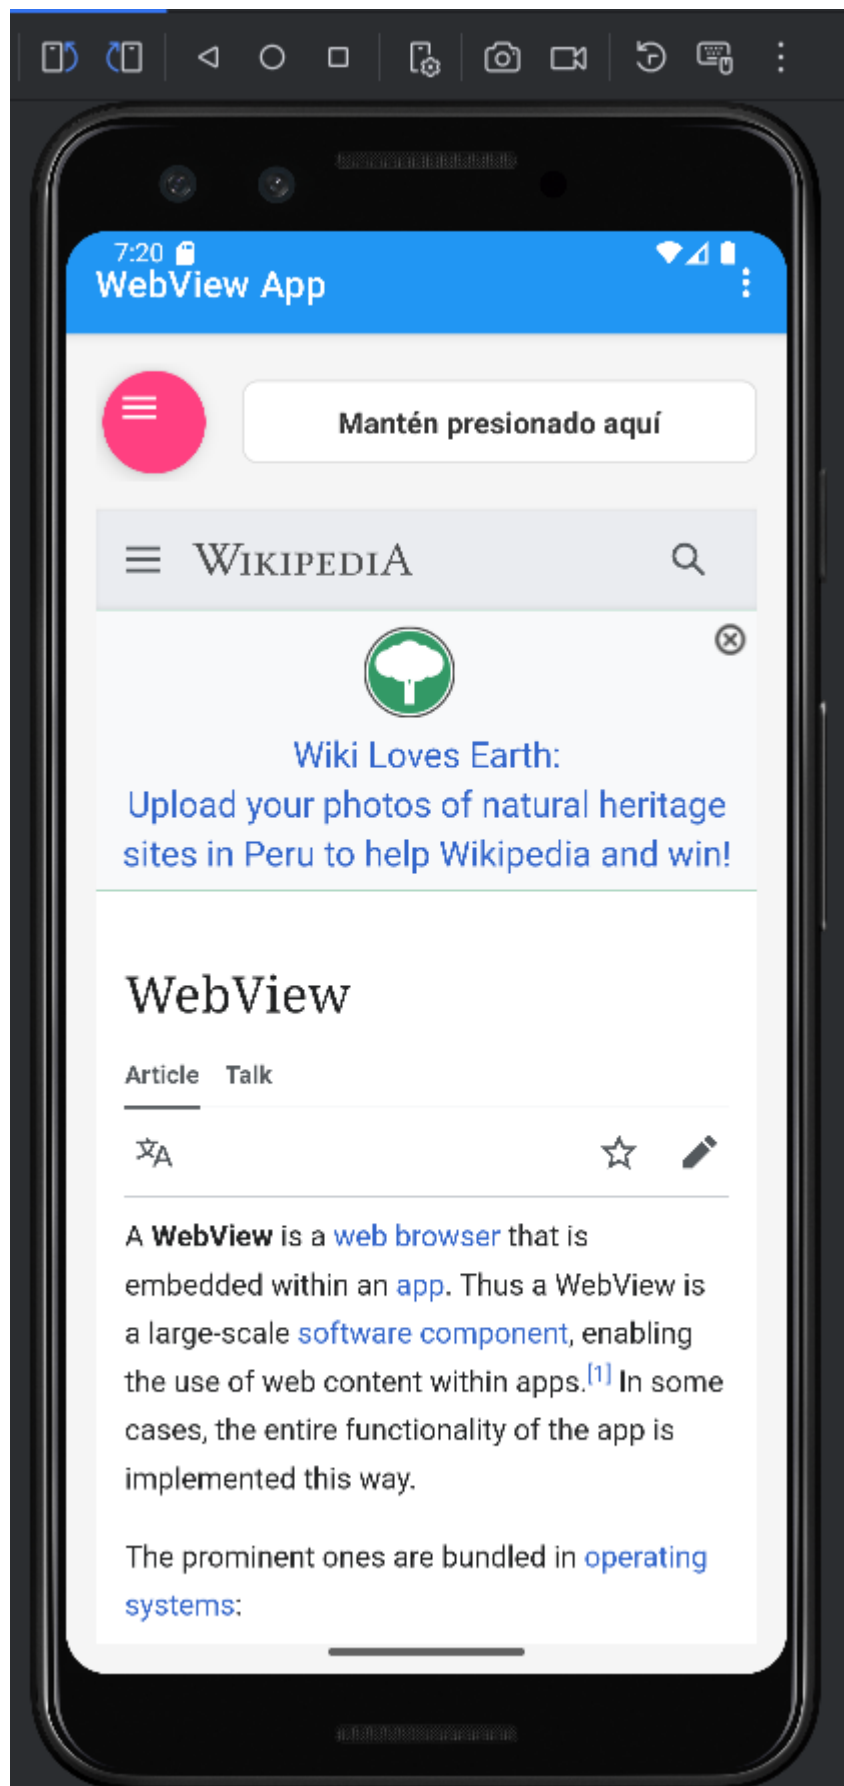 7:20
WebView App
Mantén presionado aquí
WIKIPEDIA
Wiki Loves Earth:
Upload your photos of natural heritage
sites in Peru to help Wikipedia and win!
WebView
Article Talk
A WebView is a web browser that is
embedded within an app. Thus a WebView is
a large-scale software component, enabling
the use of web content within apps.[1] In some
cases, the entire functionality of the app is
implemented this way.
The prominent ones are bundled in operating
systems: